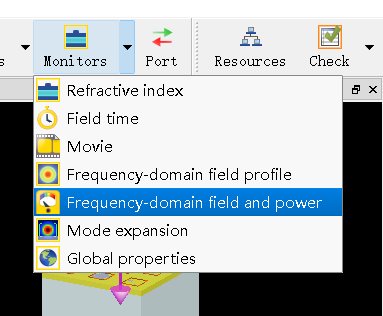 s Monitors Port Resources Check
Refractive index
Field time
Movie
Frequency-domain field profile
Frequency-domain field and power
Mode expansion
Global properties